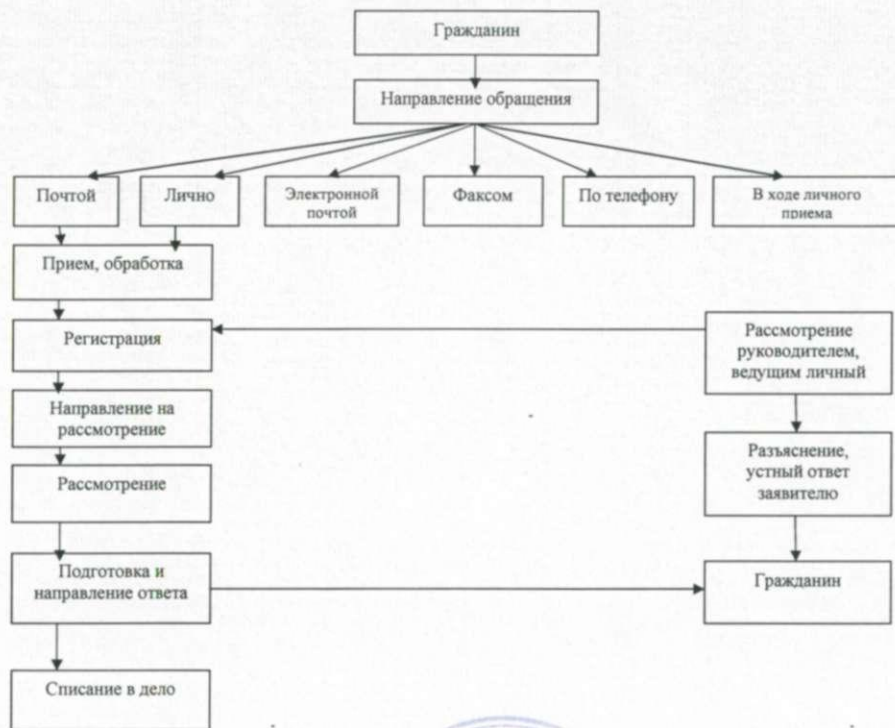 Гражданин
Направление обращения
Почтой
Лично
Электронной
почтой
Факсом
По телефону
В ходе личного
приема
Прием, обработка
Регистрация
Рассмотрение
руководителем,
ведущим личный
Направление на
рассмотрение
Разъяснение,
устный ответ
заявителю
Рассмотрение
Подготовка и
направление ответа
Гражданин
Списание в дело